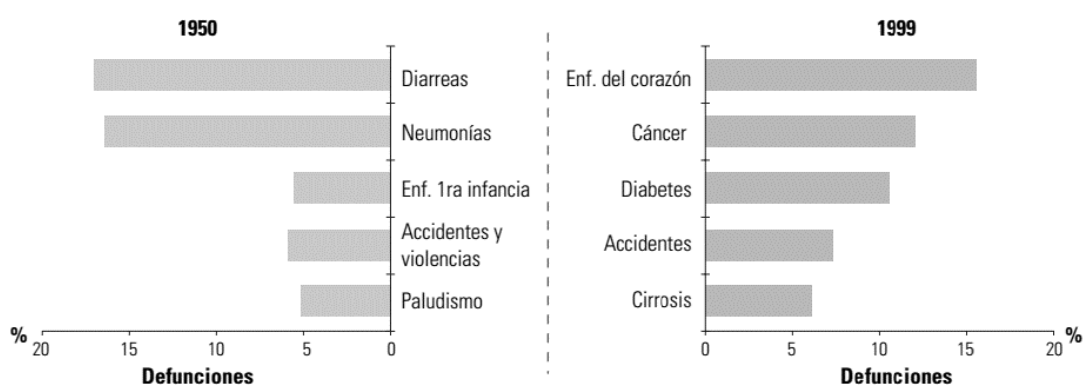 1950
Diarreas
Neumonías
Enf. 1ra infancia
Accidentes y
violencias
Paludismo
%
20 15 10 5 0
Defunciones
1999
Enf. del corazón
Cáncer
Diabetes
Accidentes
Cirrosis
0 5 10 15 20
%
Defunciones